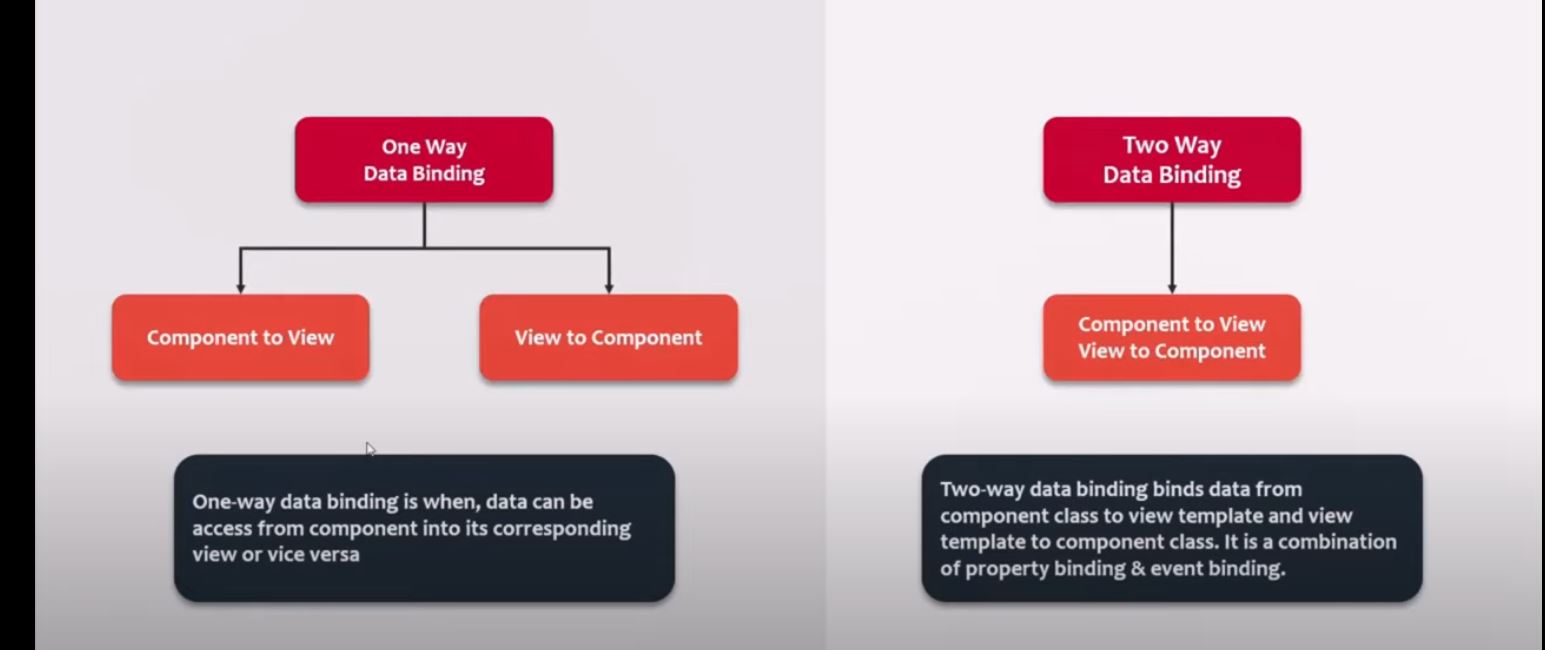 One Way
Data Binding
Component to View
View to Component
One-way data binding is when, data can be
access from component into its corresponding
view or vice versa
Two Way
Data Binding
Component to View
View to Component
Two-way data binding binds data from
component class to view template and view
template to component class. It is a combination
of property binding & event binding.